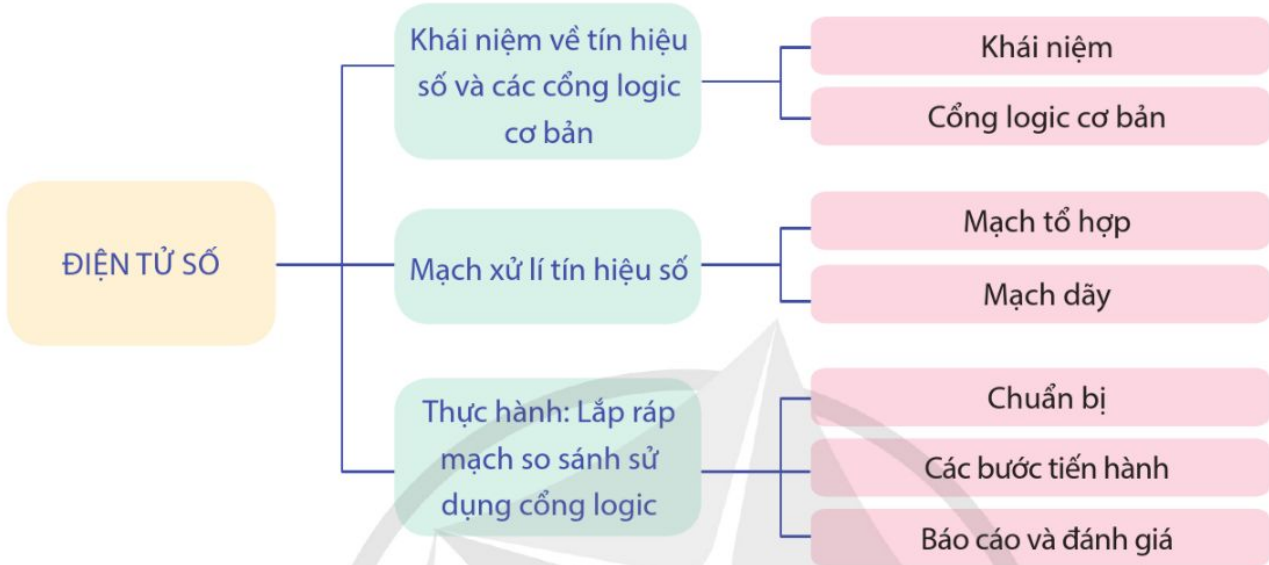 ĐIỆN TỬ SỐ
Khái niệm về tín hiệu
số và các cổng logic
cơ bản
Khái niệm
Cổng logic cơ bản
Mạch xử lí tín hiệu số
Mạch tổ hợp
Mạch dãy
Thực hành: Lắp ráp
mạch so sánh sử
dụng cổng logic
Chuẩn bị
Các bước tiến hành
Báo cáo và đánh giá